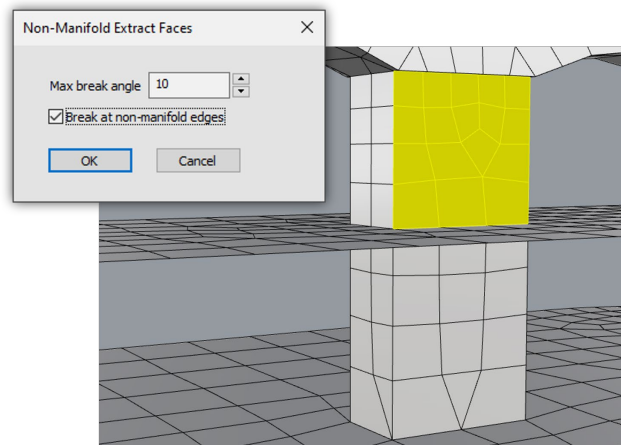 Non-Manifold Extract Faces
Max break angle 10
Break at non-manifold edges
OK Cancel